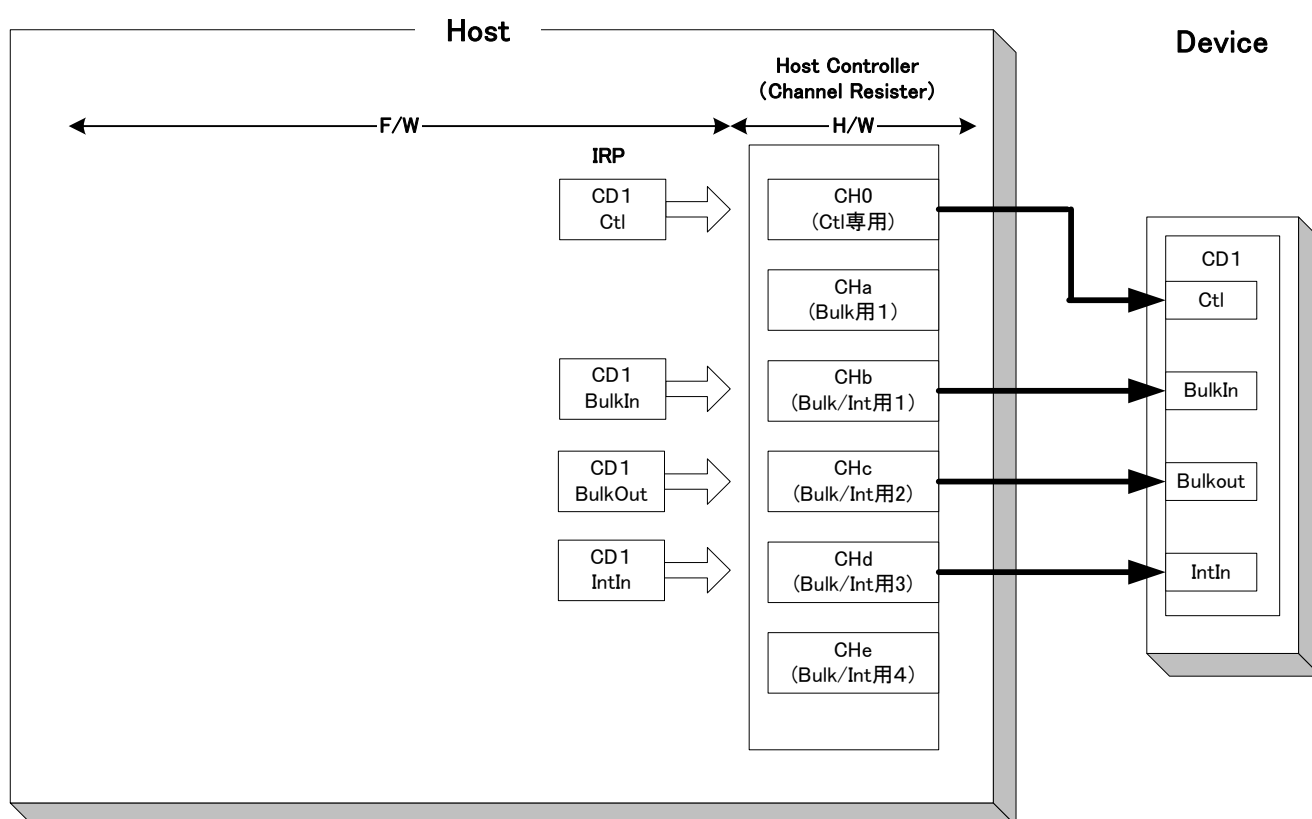 Host
Device
Host Controller
(Channel Resister)
F/W
H/W
IRP
CD1
Ctl
CH0
(Ctl専用)
CHa
(Bulk用1)
CD1
BulkIn
CHb
(Bulk/Int用1)
CD1
BulkOut
CHc
(Bulk/Int用2)
CD1
IntIn
CHd
(Bulk/Int用3)
CHe
(Bulk/Int用4)
CD1
Ctl
BulkIn
Bulkout
IntIn